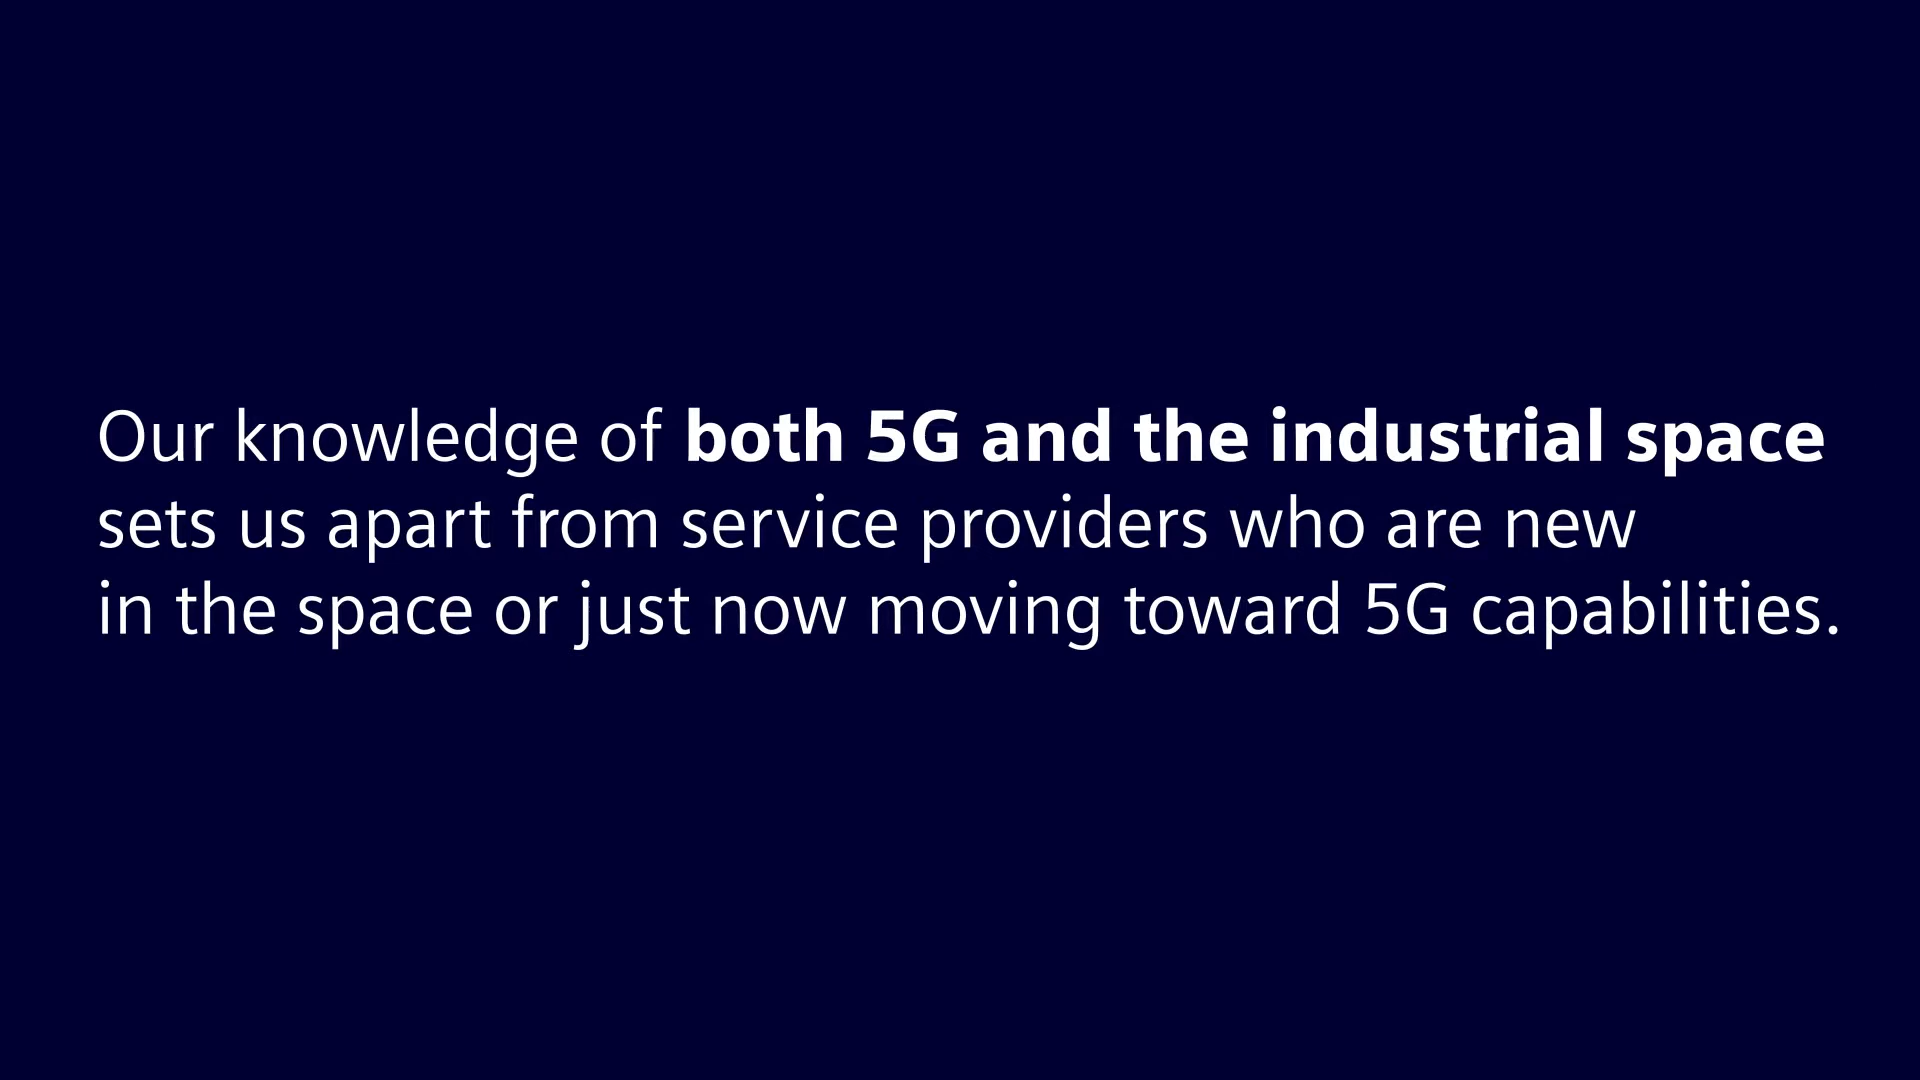 Our knowledge of both 5G and the industrial space
sets us apart from service providers who are new
in the space or just now moving toward 5G capabilities.